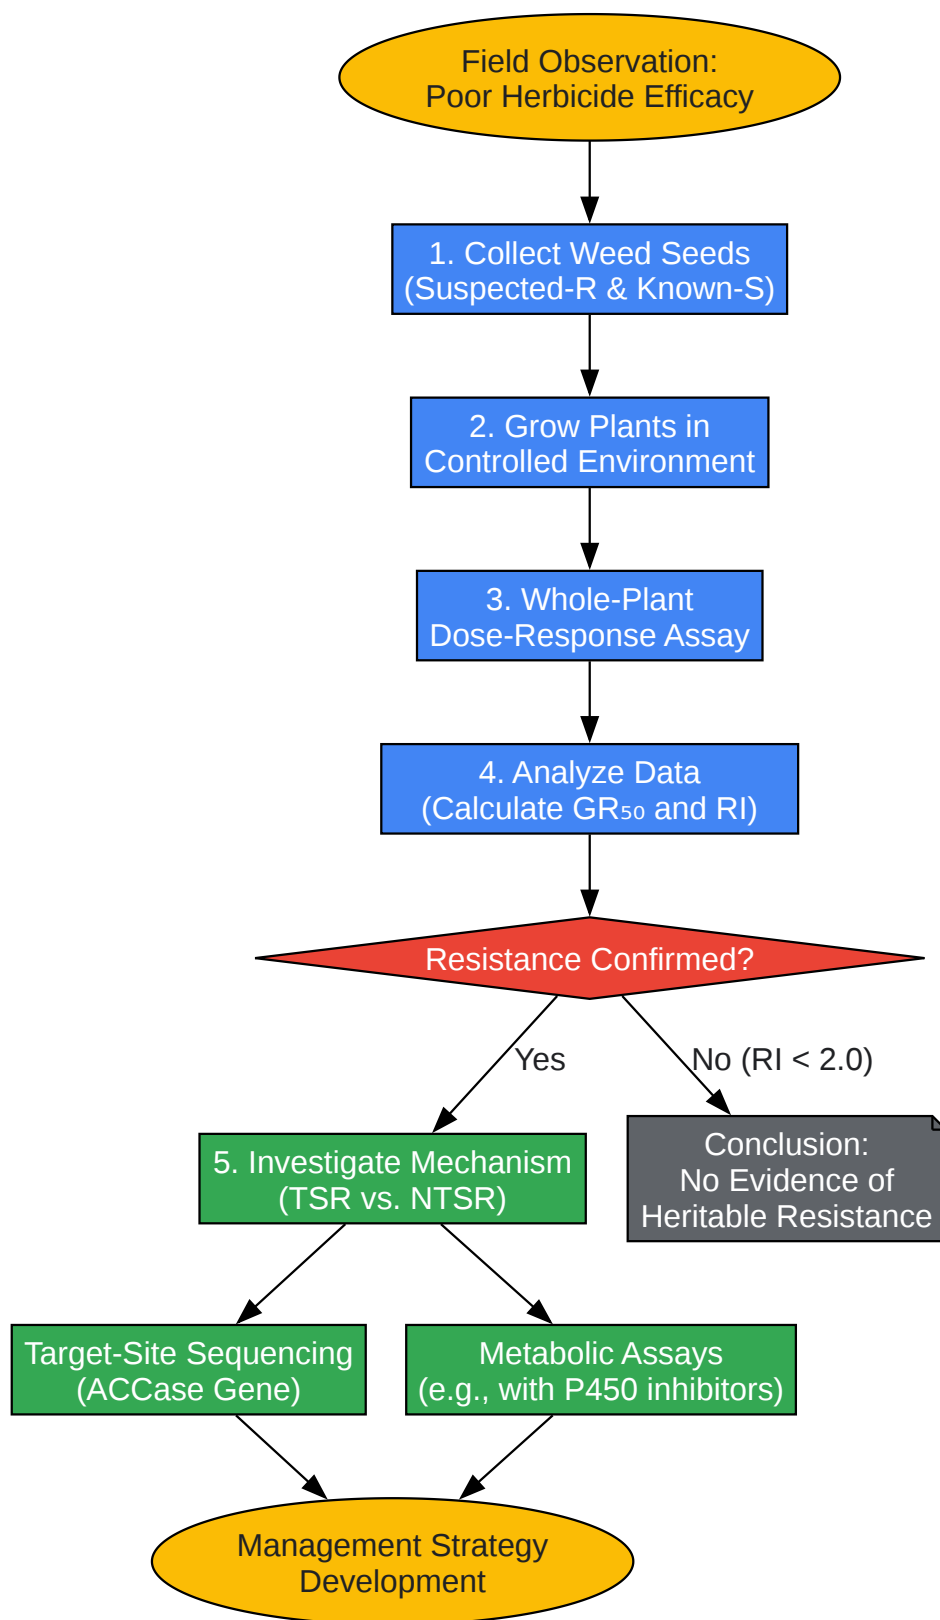 Field Observation:
Poor Herbicide Efficacy
1. Collect Weed Seeds
(Suspected-R & Known-S)
2. Grow Plants in
Controlled Environment
3. Whole-Plant
Dose-Response Assay
4. Analyze Data
(Calculate GR₅₀ and RI)
Resistance Confirmed?
Yes
No (RI < 2.0)
5. Investigate Mechanism
(TSR vs. NTSR)
Conclusion:
No Evidence of
Heritable Resistance
Target-Site Sequencing
(ACCase Gene)
Metabolic Assays
(e.g., with P450 inhibitors)
Management Strategy
Development